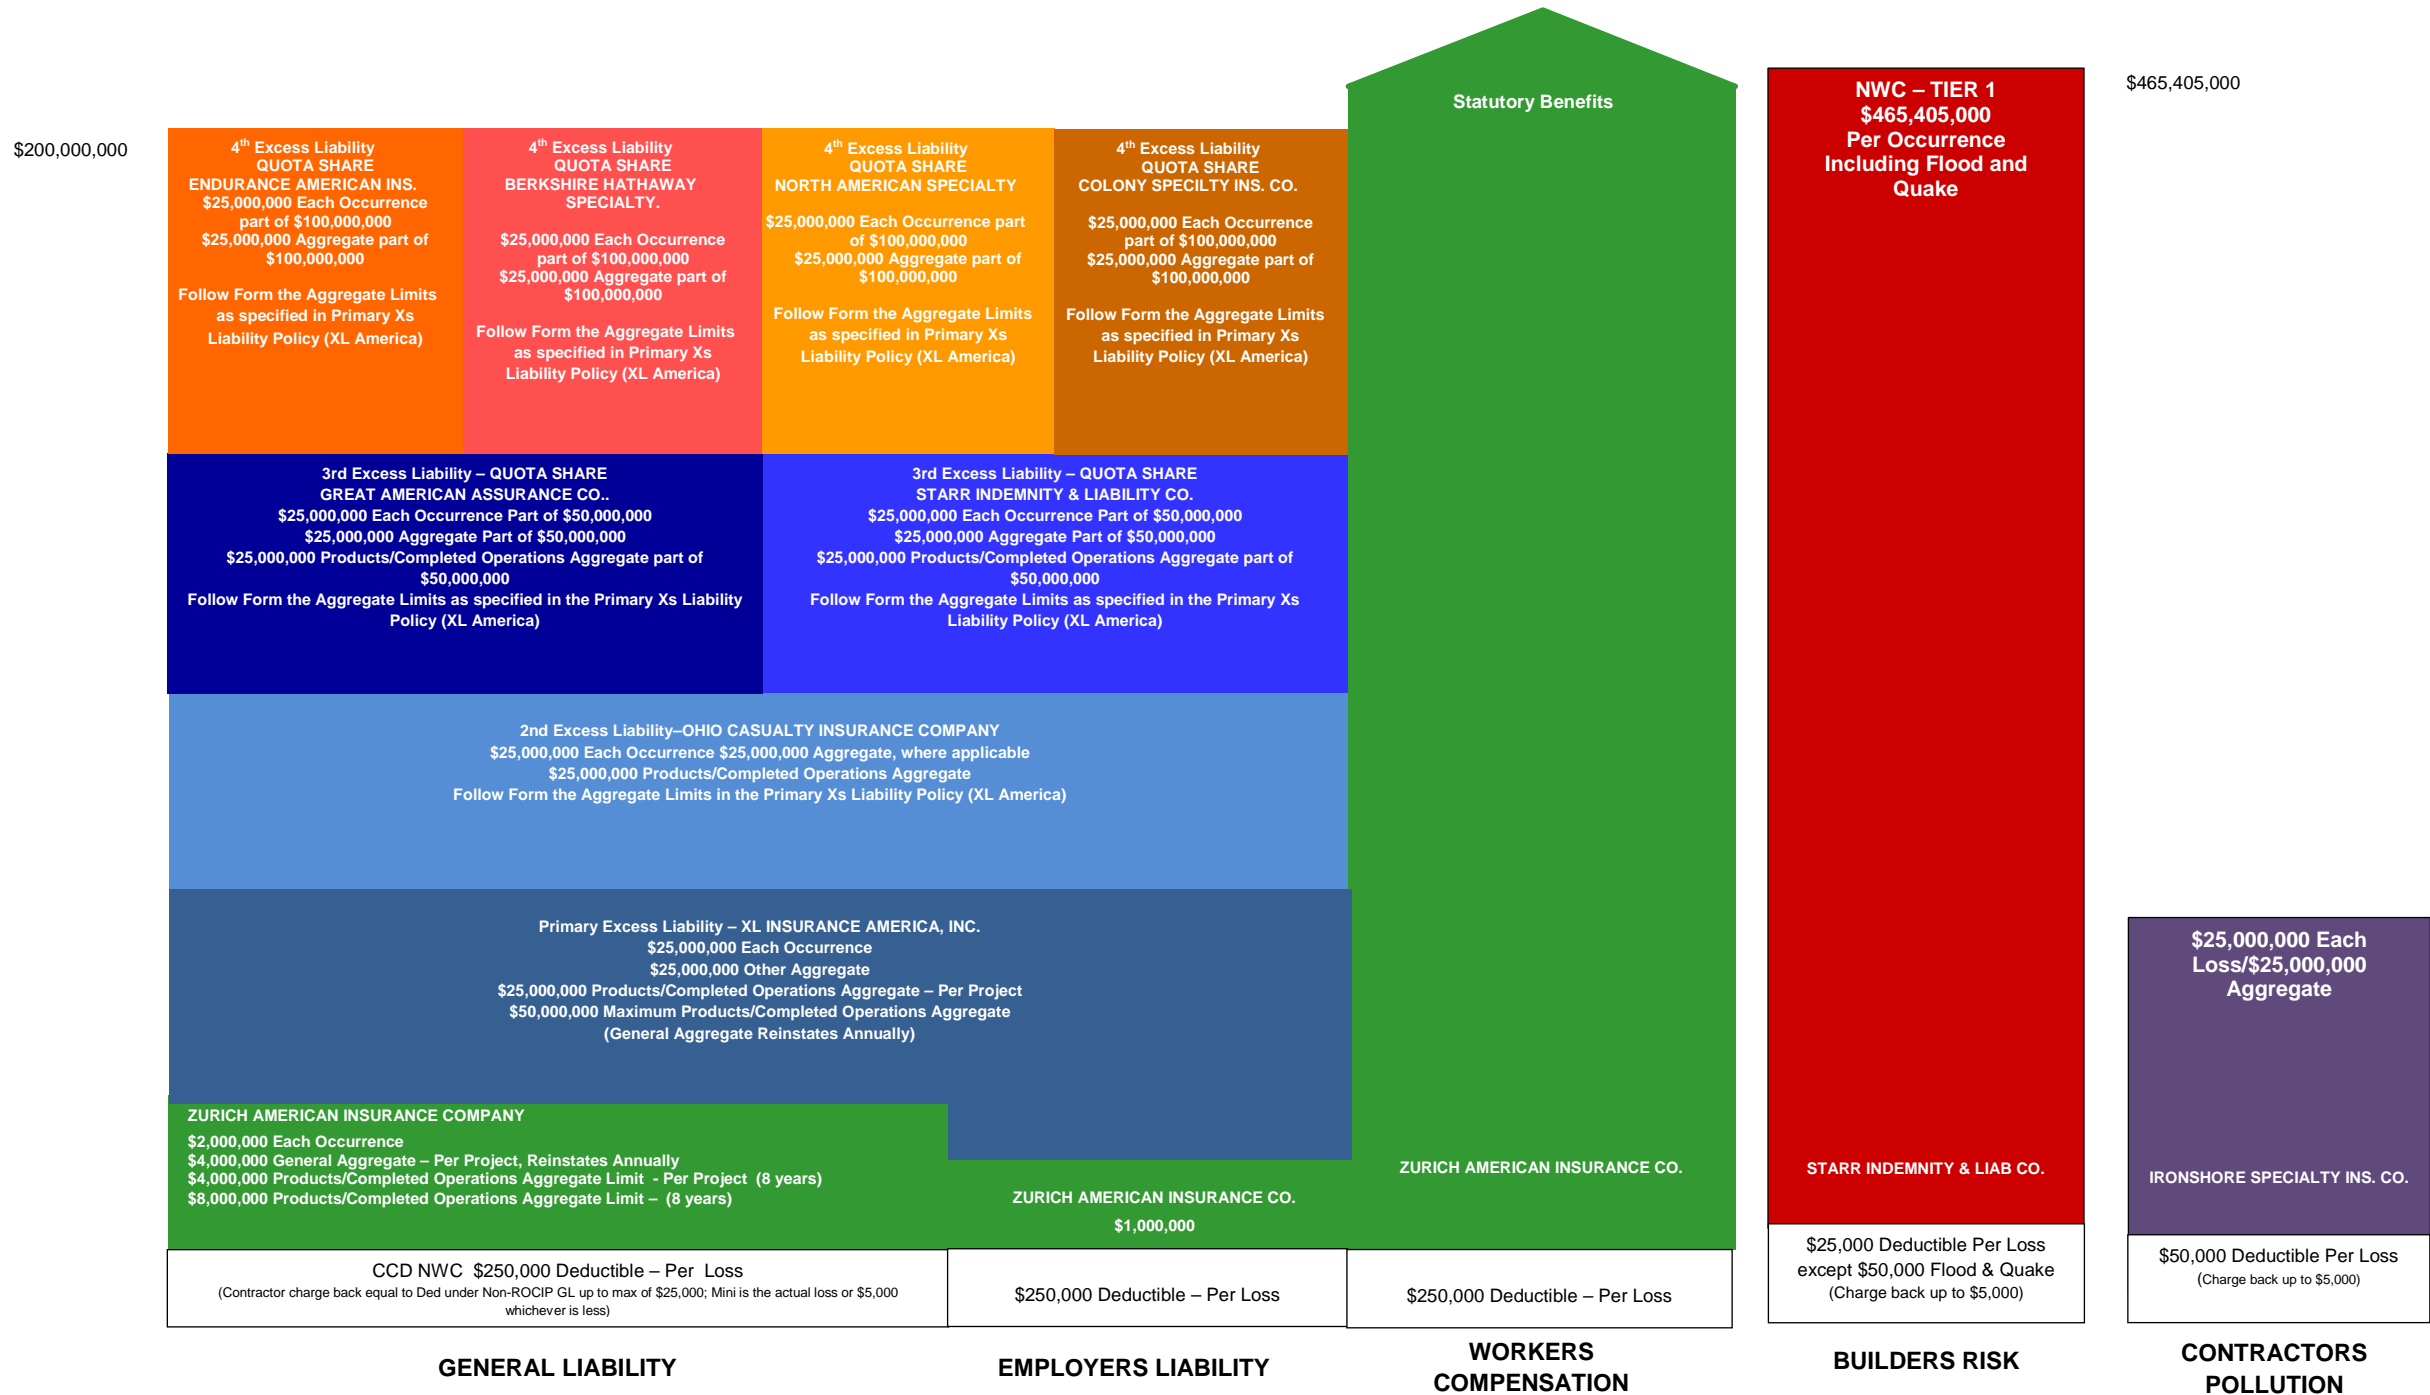 Statutory Benefits
NWC – TIER 1
$465,405,000
Per Occurrence
Including Flood and
Quake
$465,405,000
$200,000,000
4th Excess Liability
QUOTA SHARE
ENDURANCE AMERICAN INS.
$25,000,000 Each Occurrence
part of $100,000,000
$25,000,000 Aggregate part of
$100,000,000
Follow Form the Aggregate Limits
as specified in Primary Xs
Liability Policy (XL America)
4th Excess Liability
QUOTA SHARE
BERKSHIRE HATHAWAY
SPECIALTY.
$25,000,000 Each Occurrence
part of $100,000,000
$25,000,000 Aggregate part of
$100,000,000
Follow Form the Aggregate Limits
as specified in Primary Xs
Liability Policy (XL America)
4th Excess Liability
QUOTA SHARE
NORTH AMERICAN SPECIALTY
$25,000,000 Each Occurrence part
of $100,000,000
$25,000,000 Aggregate part of
$100,000,000
Follow Form the Aggregate Limits
as specified in Primary Xs
Liability Policy (XL America)
4th Excess Liability
QUOTA SHARE
COLONY SPECILTY INS. CO.
$25,000,000 Each Occurrence
part of $100,000,000
$25,000,000 Aggregate part of
$100,000,000
Follow Form the Aggregate Limits
as specified in Primary Xs
Liability Policy (XL America)
3rd Excess Liability – QUOTA SHARE
GREAT AMERICAN ASSURANCE CO..
$25,000,000 Each Occurrence Part of $50,000,000
$25,000,000 Aggregate Part of $50,000,000
$25,000,000 Products/Completed Operations Aggregate part of
$50,000,000
Follow Form the Aggregate Limits as specified in the Primary Xs Liability
Policy (XL America)
3rd Excess Liability – QUOTA SHARE
STARR INDEMNITY & LIABILITY CO.
$25,000,000 Each Occurrence Part of $50,000,000
$25,000,000 Aggregate Part of $50,000,000
$25,000,000 Products/Completed Operations Aggregate part of
$50,000,000
Follow Form the Aggregate Limits as specified in the Primary Xs
Liability Policy (XL America)
2nd Excess Liability–OHIO CASUALTY INSURANCE COMPANY
$25,000,000 Each Occurrence $25,000,000 Aggregate, where applicable
$25,000,000 Products/Completed Operations Aggregate
Follow Form the Aggregate Limits in the Primary Xs Liability Policy (XL America)
Primary Excess Liability – XL INSURANCE AMERICA, INC.
$25,000,000 Each Occurrence
$25,000,000 Other Aggregate
$25,000,000 Products/Completed Operations Aggregate – Per Project
$50,000,000 Maximum Products/Completed Operations Aggregate
(General Aggregate Reinstates Annually)
$25,000,000 Each
Loss/$25,000,000
Aggregate
ZURICH AMERICAN INSURANCE COMPANY
$2,000,000 Each Occurrence
$4,000,000 General Aggregate – Per Project, Reinstates Annually
$4,000,000 Products/Completed Operations Aggregate Limit - Per Project (8 years)
$8,000,000 Products/Completed Operations Aggregate Limit – (8 years)
ZURICH AMERICAN INSURANCE CO.
$1,000,000
ZURICH AMERICAN INSURANCE CO.
STARR INDEMNITY & LIAB CO.
IRONSHORE SPECIALTY INS. CO.
CCD NWC $250,000 Deductible – Per Loss
(Contractor charge back equal to Ded under Non-ROCIP GL up to max of $25,000; Mini is the actual loss or $5,000
whichever is less)
$250,000 Deductible – Per Loss
$250,000 Deductible – Per Loss
$25,000 Deductible Per Loss
except $50,000 Flood & Quake
(Charge back up to $5,000)
$50,000 Deductible Per Loss
(Charge back up to $5,000)
GENERAL LIABILITY
EMPLOYERS LIABILITY
WORKERS
COMPENSATION
BUILDERS RISK
CONTRACTORS
POLLUTION